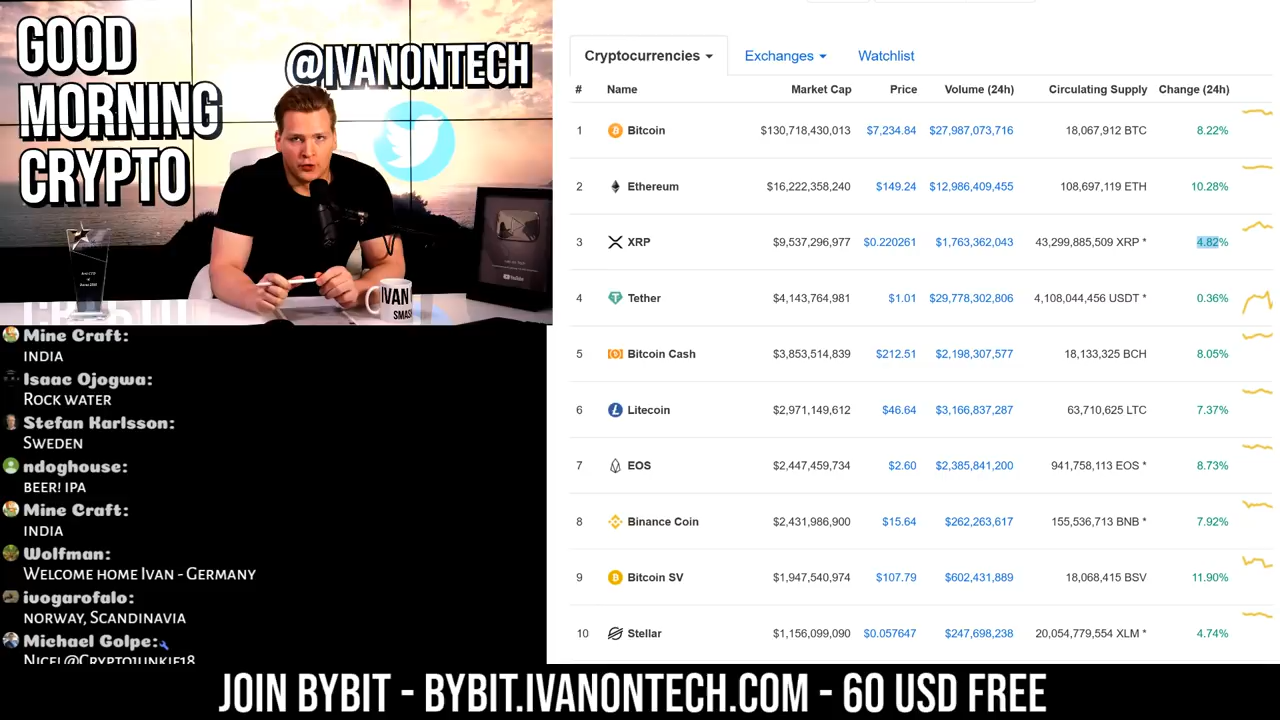 GOOD
MORNING
CRYPTO
@IVANONTECH
IVAN
YouTube
Mine Craft:
INDIA
Isaac Ojogwa:
ROCK WATER
Stefan Karlsson:
SWEDEN
ndoghouse:
BEER! IPA
Mine Craft:
INDIA
Wolfman:
WELCOME HOME IVAN - GERMANY
ivogarofalo:
NORWAY, SCANDINAVIA
Michael Golpe:
NICE! @CRYPTOJUNKIE18
Cryptocurrencies Exchanges Watchlist
# Name Market Cap Price Volume (24h) Circulating Supply Change (24h)
1 Bitcoin $130,718,430,013 $7,234.84 $27,987,073,716 18,067,912 BTC 8.22%
2 Ethereum $16,222,358,240 $149.24 $12,986,409,455 108,697,119 ETH 10.28%
3 XRP $9,537,296,977 $0.220261 $1,763,362,043 43,299,885,509 XRP * 4.82%
4 Tether $4,143,764,981 $1.01 $29,778,302,806 4,108,044,456 USDT * 0.36%
5 Bitcoin Cash $3,853,514,839 $212.51 $2,198,307,577 18,133,325 BCH 8.05%
6 Litecoin $2,971,149,612 $46.64 $3,166,837,287 63,710,625 LTC 7.37%
7 EOS $2,447,459,734 $2.60 $2,385,841,200 941,758,113 EOS * 8.73%
8 Binance Coin $2,431,986,900 $15.64 $262,263,617 155,536,713 BNB * 7.92%
9 Bitcoin SV $1,947,540,974 $107.79 $602,431,889 18,068,415 BSV 11.90%
10 Stellar $1,156,099,090 $0.057647 $247,698,238 20,054,779,554 XLM * 4.74%
JOIN BYBIT - BYBIT.IVANONTECH.COM - 60 USD FREE